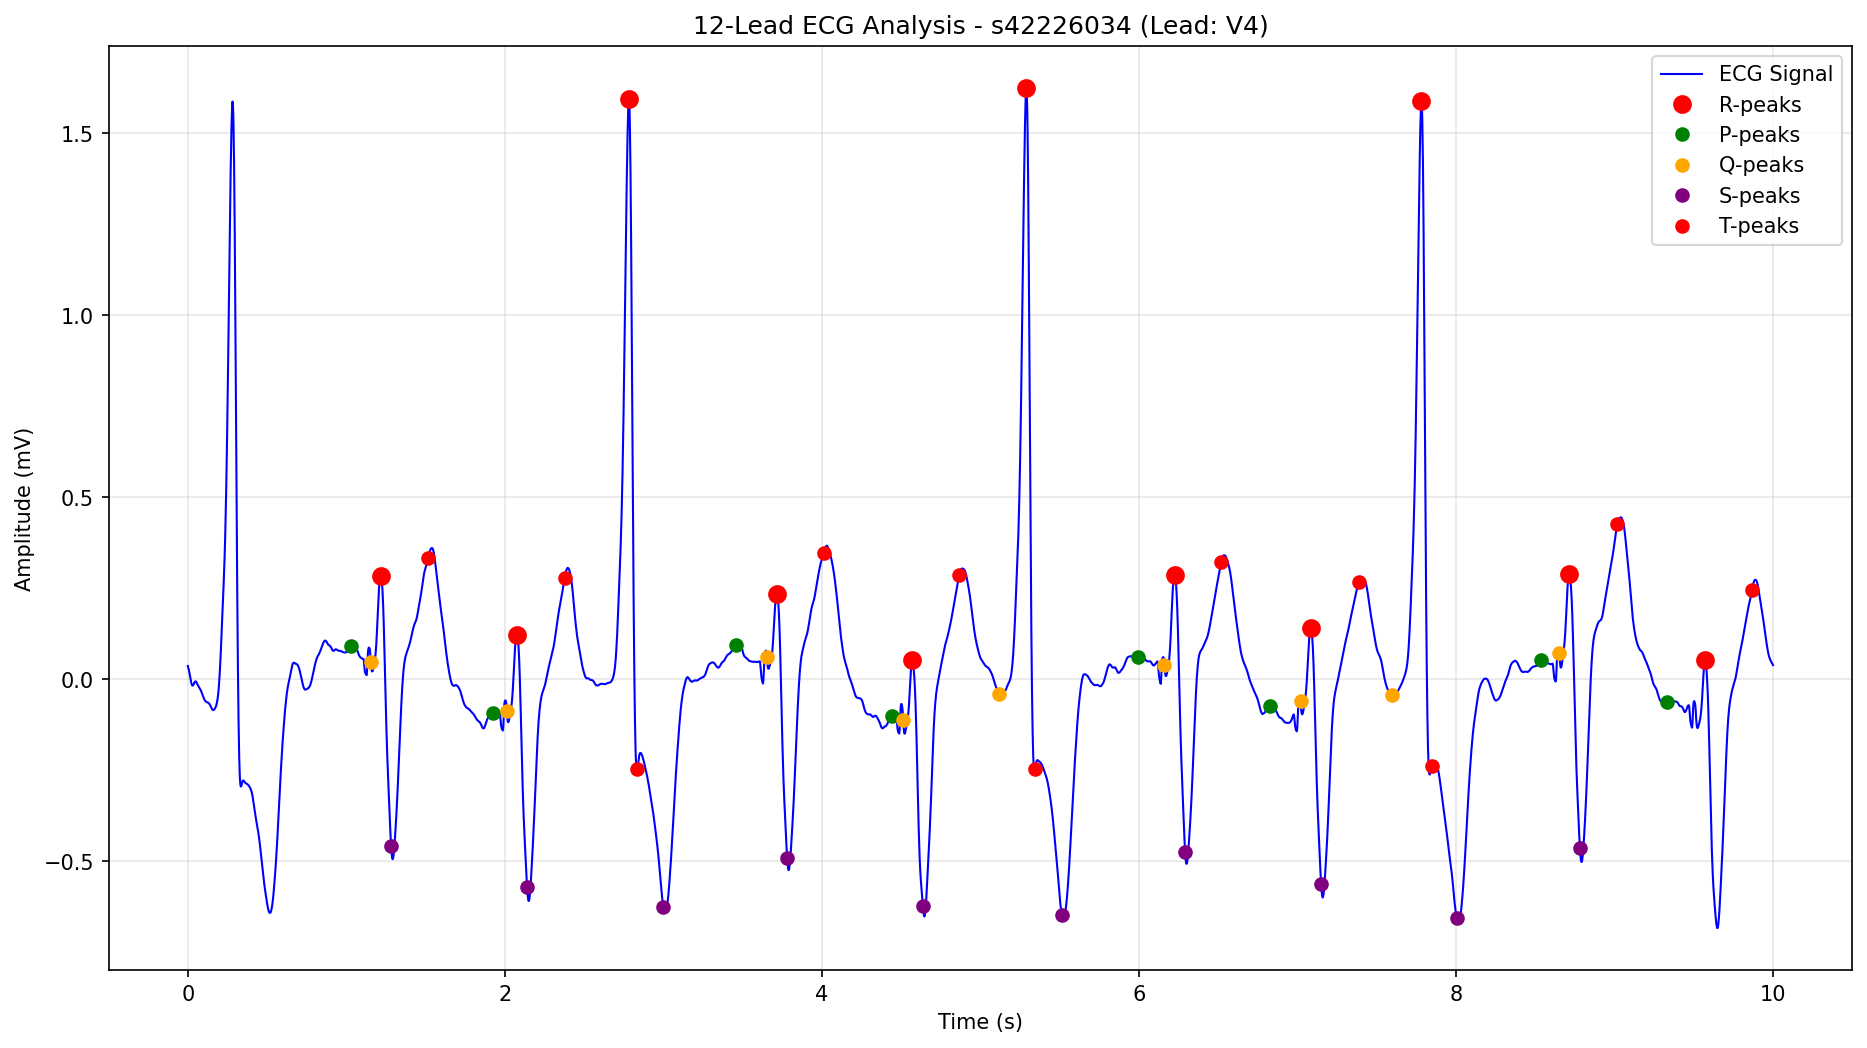 12-Lead ECG Analysis - s42226034 (Lead: V4)
ECG Signal
R-peaks
P-peaks
Q-peaks
S-peaks
T-peaks
Amplitude (mV)
1.5
1.0
0.5
0.0
−0.5
0 2 4 6 8 10
Time (s)